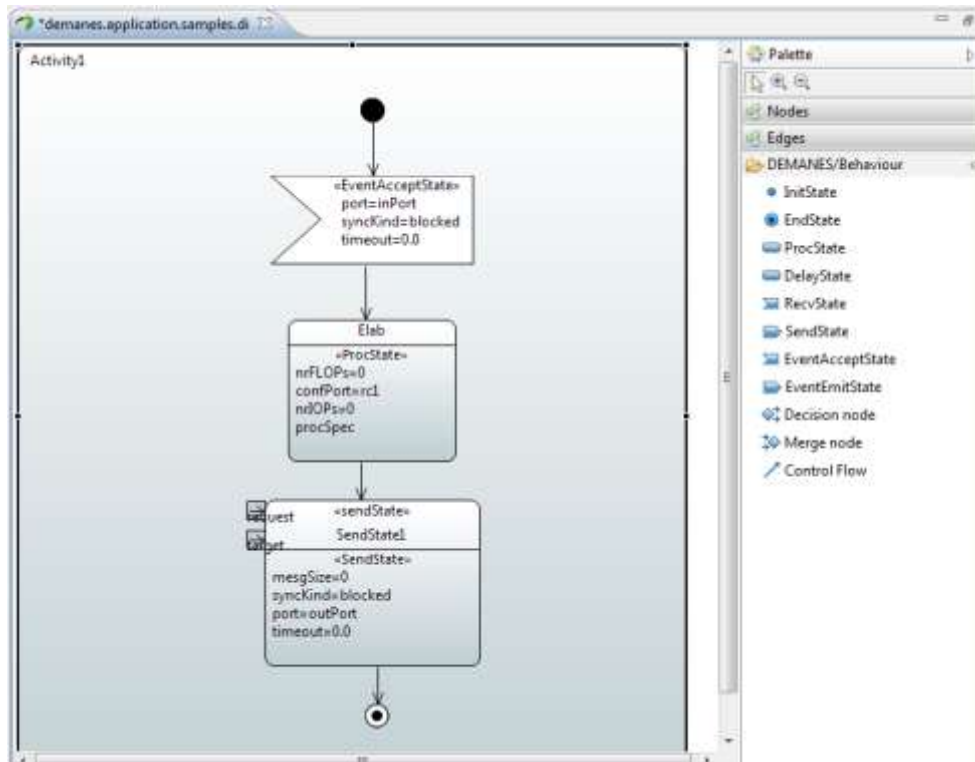 *demanes.application.samples.di
Activity1
«EventAcceptState»
port=inPort
syncKind=blocked
timeout=0.0
Elab
«ProcState»
nrFLOPs=0
confPort=rc1
nrIOPs=0
procSpec
request
target
«sendState»
SendState1
«SendState»
mesgSize=0
syncKind=blocked
port=outPort
timeout=0.0
Palette
Nodes
Edges
DEMANES/Behaviour
InitState
EndState
ProcState
DelayState
RecvState
SendState
EventAcceptState
EventEmitState
Decision node
Merge node
Control Flow